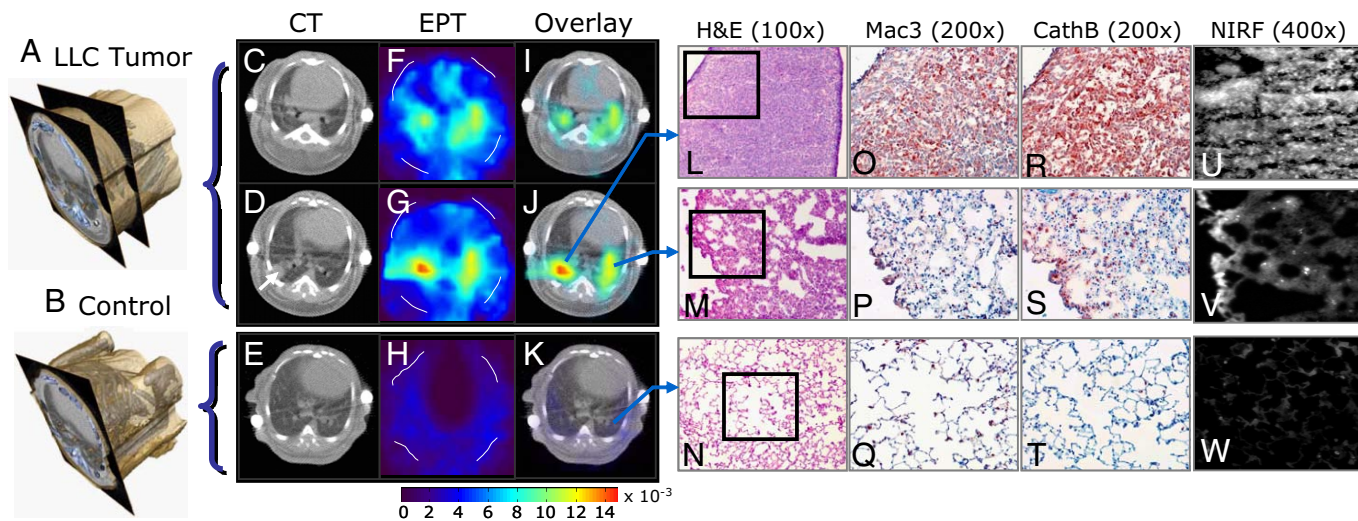 CT EPT Overlay H&E (100x) Mac3 (200x) CathB (200x) NIRF (400x)
A LLC Tumor
C F I
L O R U
D G J
M P S V
B Control
E H K
N Q T W
0 2 4 6 8 10 12 14 x 10⁻³